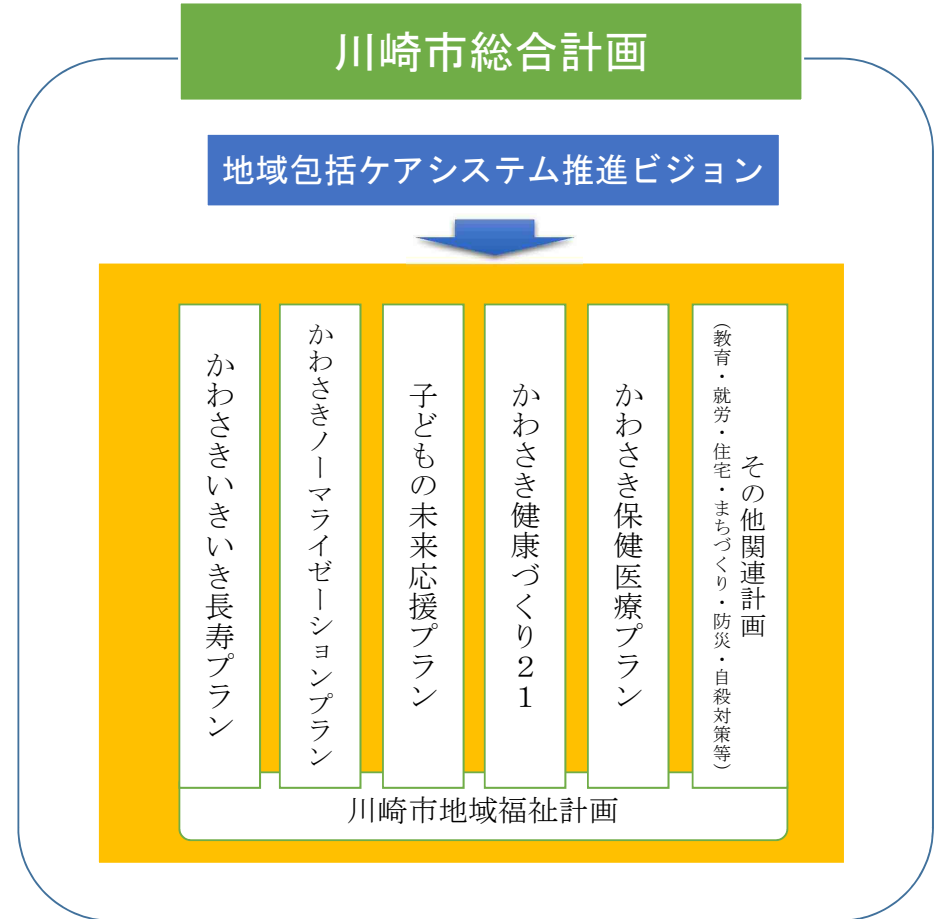 川崎市総合計画
地域包括ケアシステム推進ビジョン
かわさきいきいき長寿プラン
かわさきノーマライゼーションプラン
子どもの未来応援プラン
かわさき健康づくり21
かわさき保健医療プラン
その他関連計画
（教育・就労・住宅・まちづくり・防災・自殺対策等）
川崎市地域福祉計画